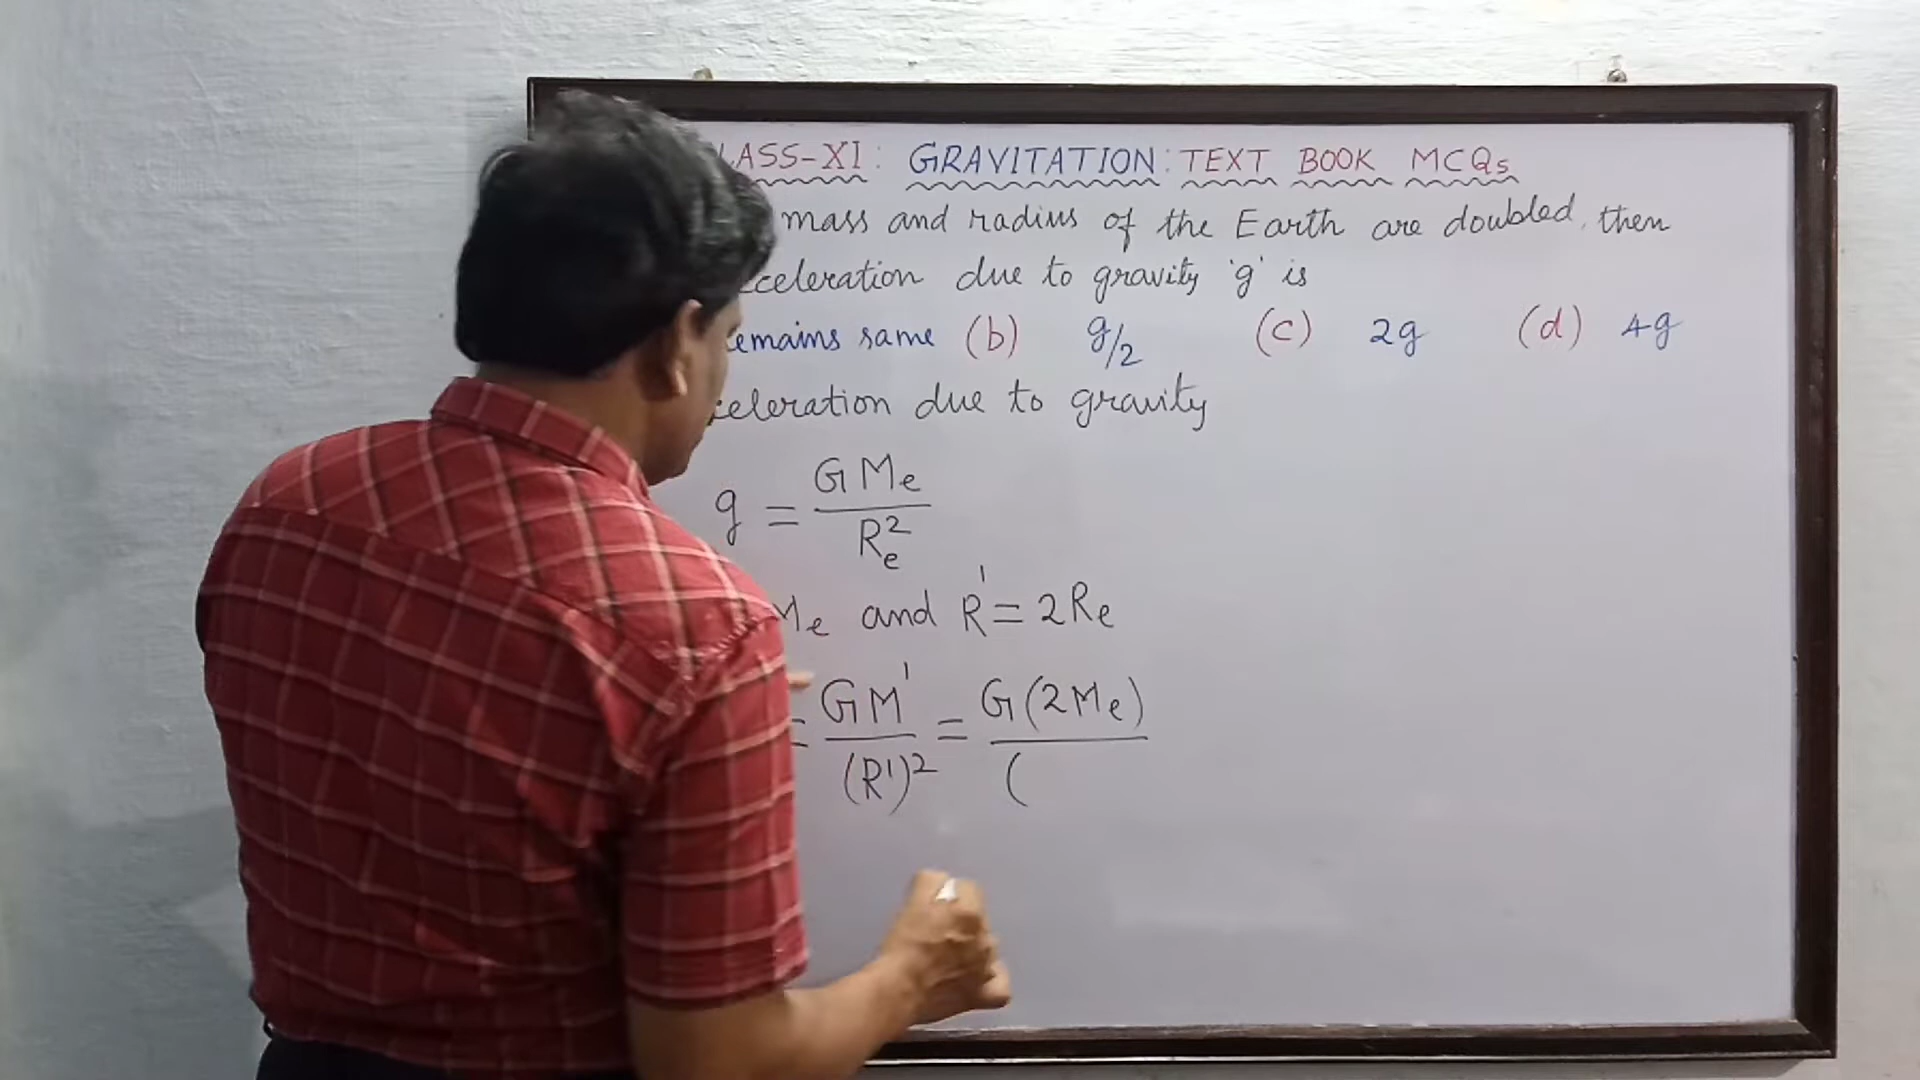 LASS-XI: GRAVITATION: TEXT BOOK MCQs
mass and radius of the Earth are doubled, then
celeration due to gravity 'g' is
emains same (b) g/2 (c) 2g (d) 4g
celeration due to gravity
g = GMe/Re²
Me and R' = 2Re
= GM'/(R')² = G(2Me)/(